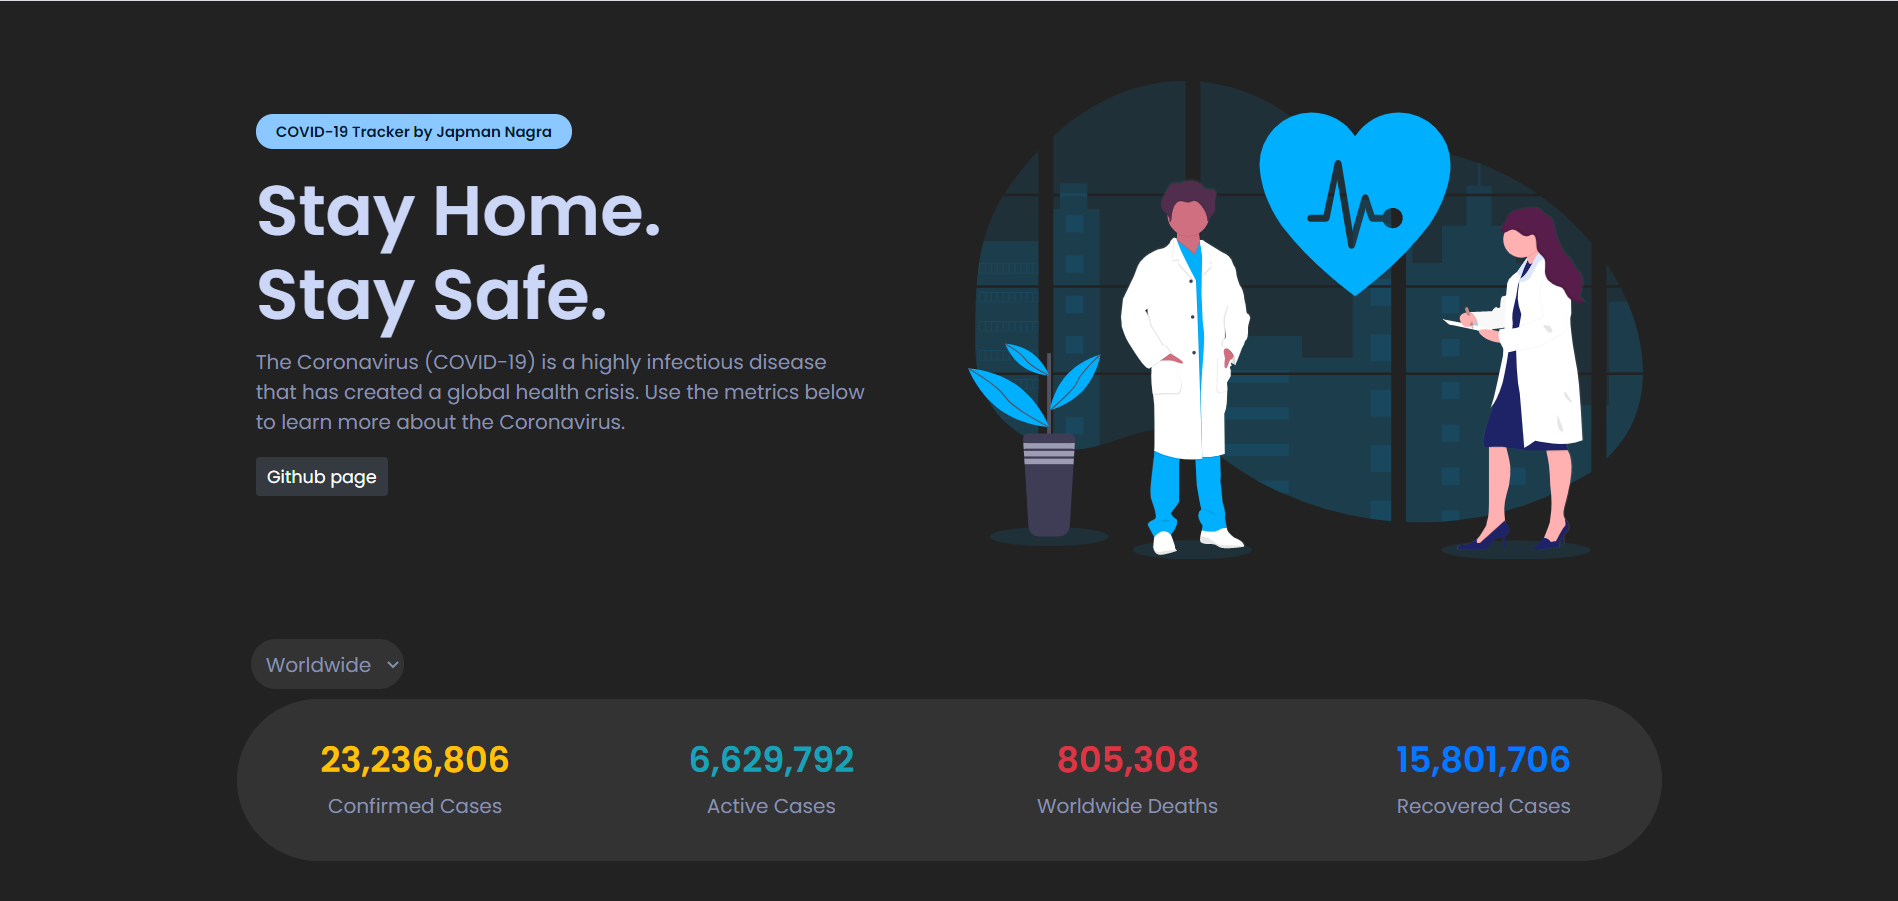 COVID-19 Tracker by Japman Nagra
Stay Home.
Stay Safe.
The Coronavirus (COVID-19) is a highly infectious disease
that has created a global health crisis. Use the metrics below
to learn more about the Coronavirus.
Github page
Worldwide
23,236,806
Confirmed Cases
6,629,792
Active Cases
805,308
Worldwide Deaths
15,801,706
Recovered Cases